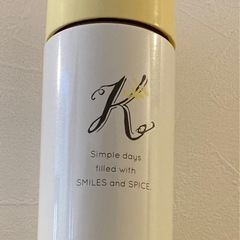 K
Simple days
filled with
SMILES and SPICE.